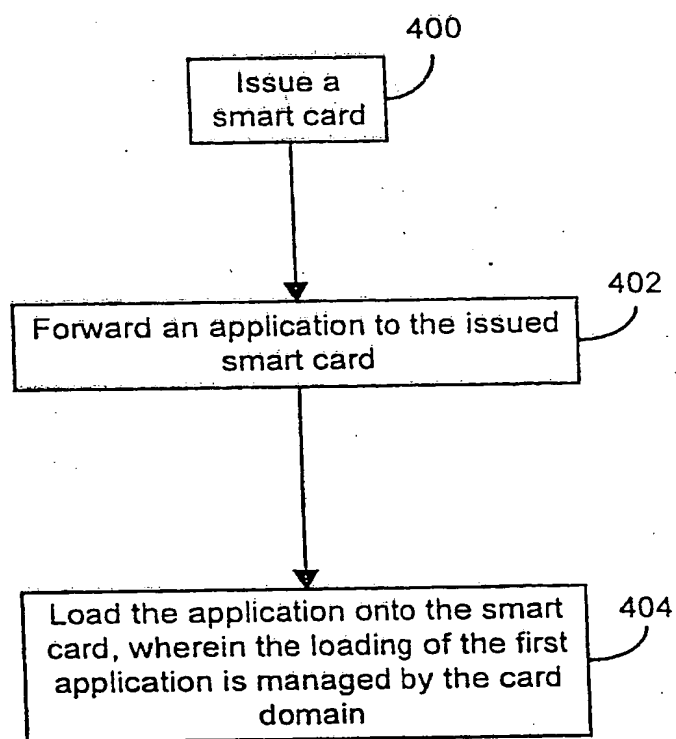 400
Issue a
smart card
402
Forward an application to the issued
smart card
Load the application onto the smart
card, wherein the loading of the first
application is managed by the card
domain
404